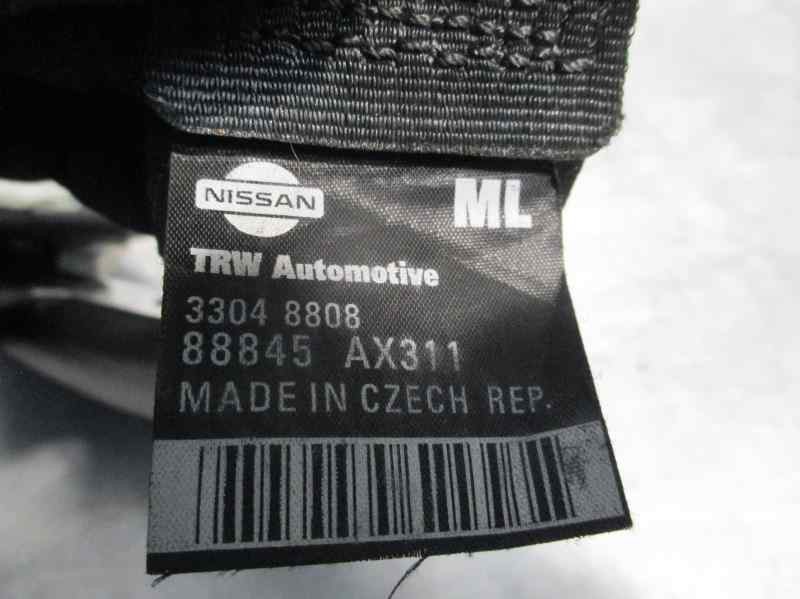 NISSAN
ML
TRW Automotive
3304 8808
88845 AX311
MADE IN CZECH REP.